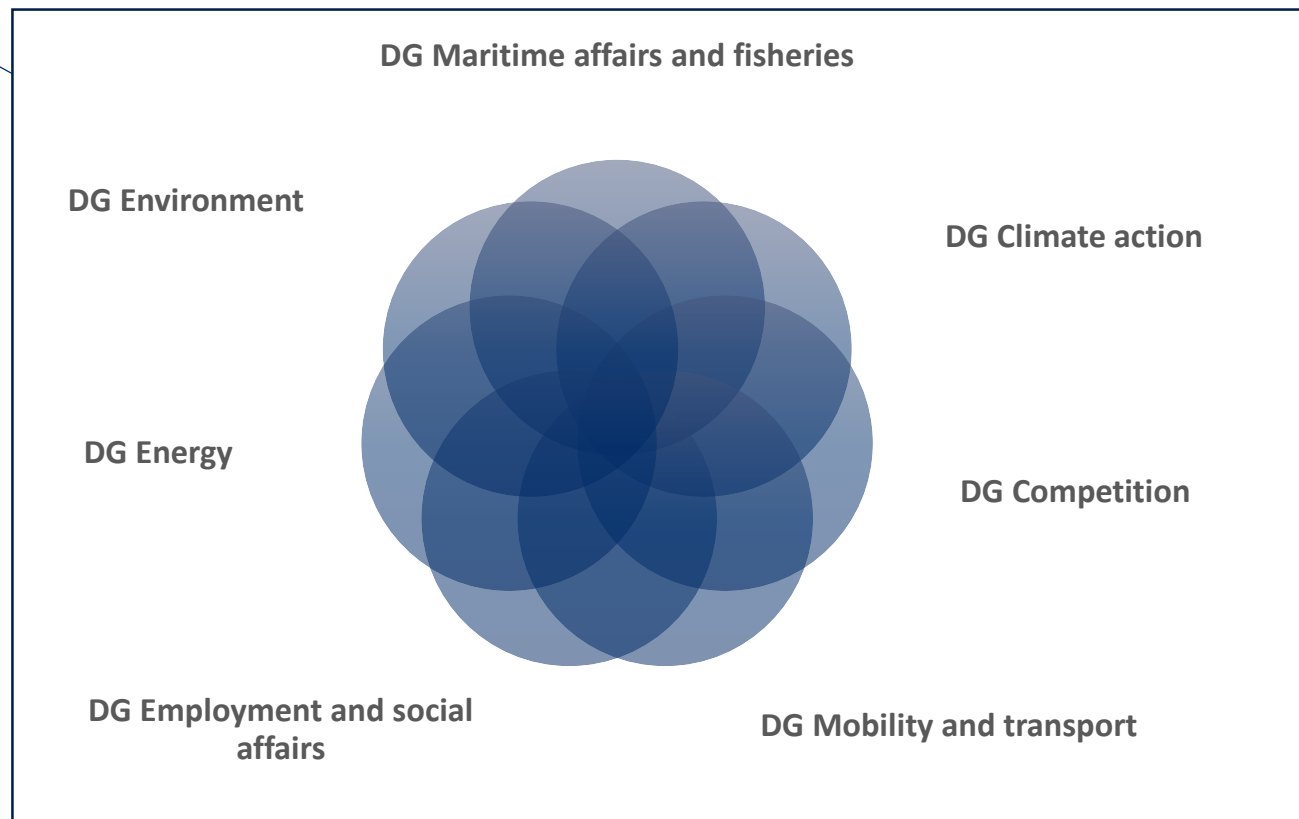 DG Maritime affairs and fisheries
DG Environment
DG Climate action
DG Energy
DG Competition
DG Employment and social
affairs
DG Mobility and transport